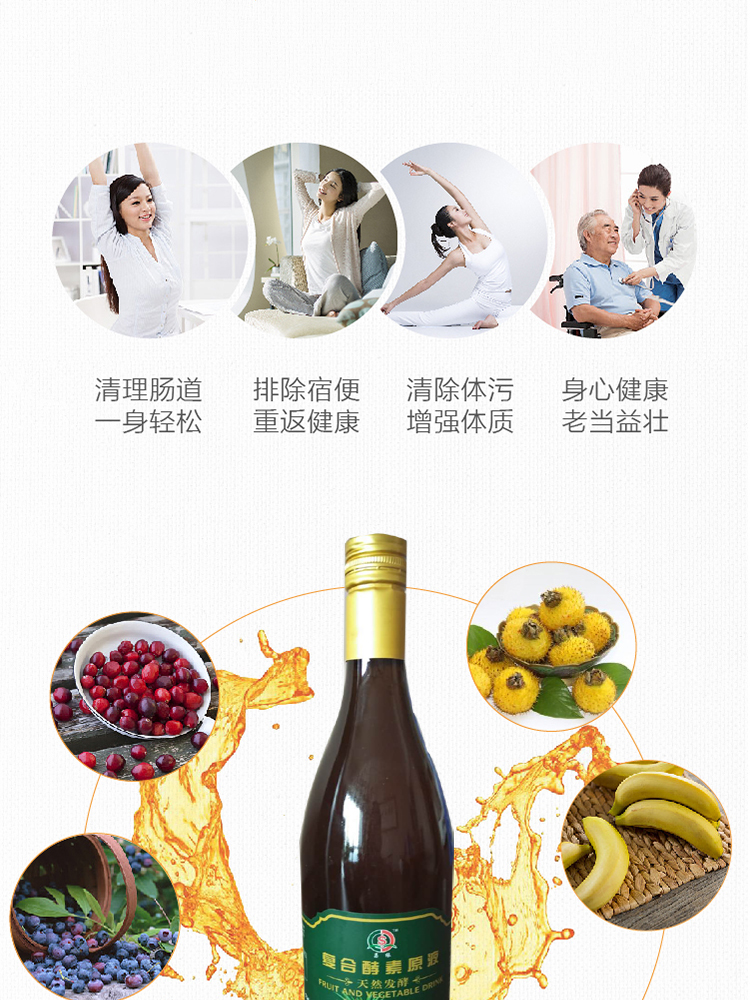 清理肠道
一身轻松
排除宿便
重返健康
清除体污
增强体质
身心健康
老当益壮
复合酵素原液
天然发酵
FRUIT AND VEGETABLE DRINK